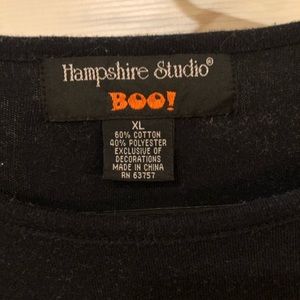 Hampshire Studio®
BOO!
XL
60% COTTON
40% POLYESTER
EXCLUSIVE OF
DECORATIONS
MADE IN CHINA
RN 63757